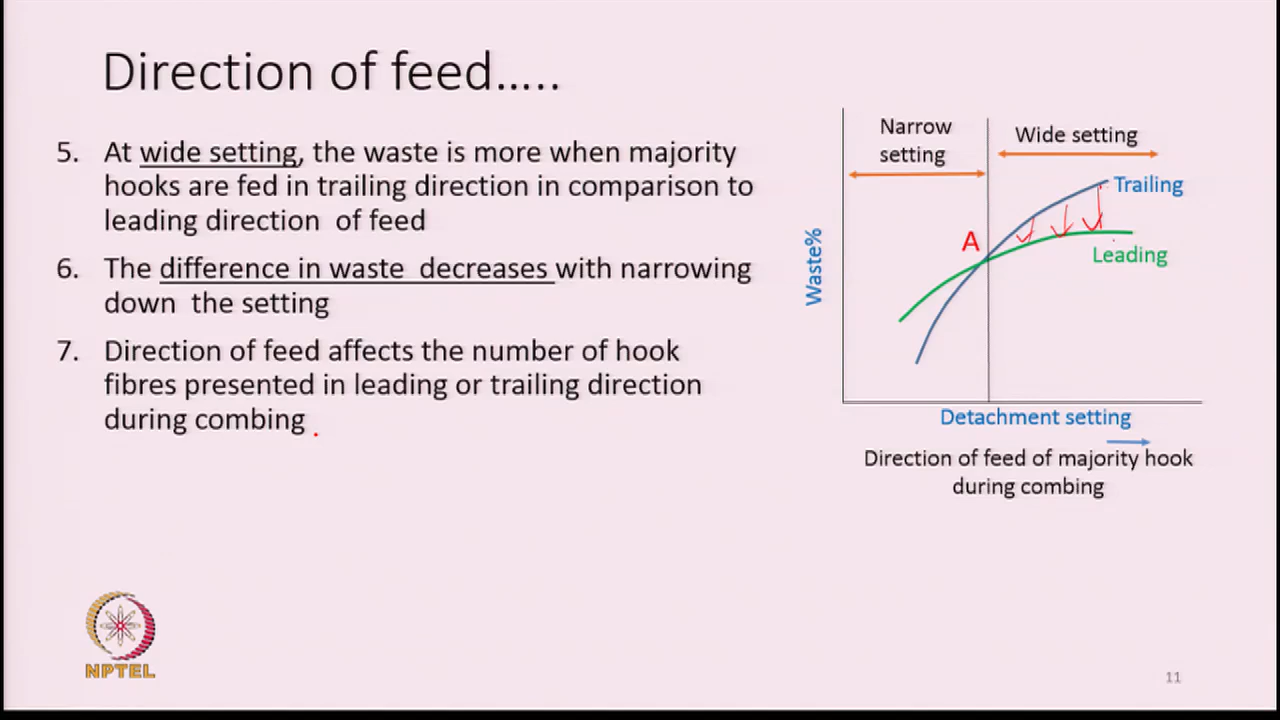 Direction of feed…..
5. At wide setting, the waste is more when majority
hooks are fed in trailing direction in comparison to
leading direction of feed
6. The difference in waste decreases with narrowing
down the setting
7. Direction of feed affects the number of hook
fibres presented in leading or trailing direction
during combing
Narrow
setting
Wide setting
Trailing
A
Leading
Waste%
Detachment setting
Direction of feed of majority hook
during combing
NPTEL
11